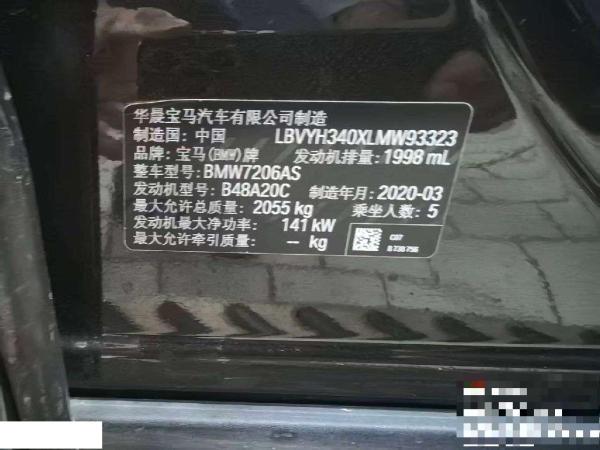 华晨宝马汽车有限公司制造
制造国: 中国 LBVYH340XLMW93323
品牌: 宝马(BMW)牌 发动机排量: 1998 mL
整车型号: BMW7206AS
发动机型号: B48A20C 制造年月: 2020-03
最大允许总质量: 2055 kg 乘坐人数: 5
发动机最大净功率: 141 kW
最大允许牵引质量: – kg
C07
8 738 756